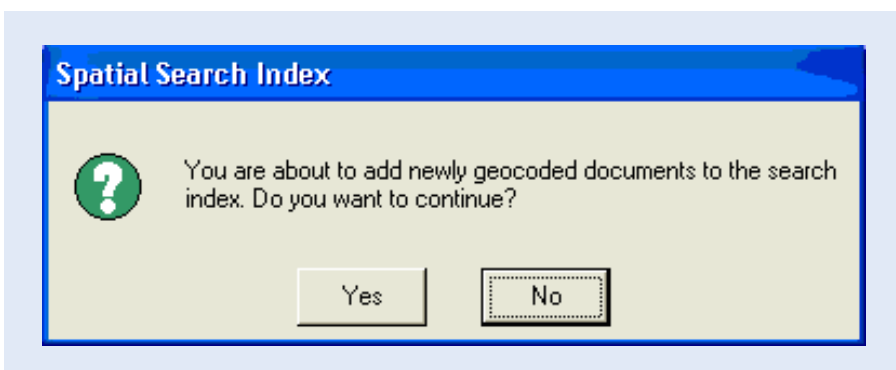 Spatial Search Index
You are about to add newly geocoded documents to the search
index. Do you want to continue?
Yes
No